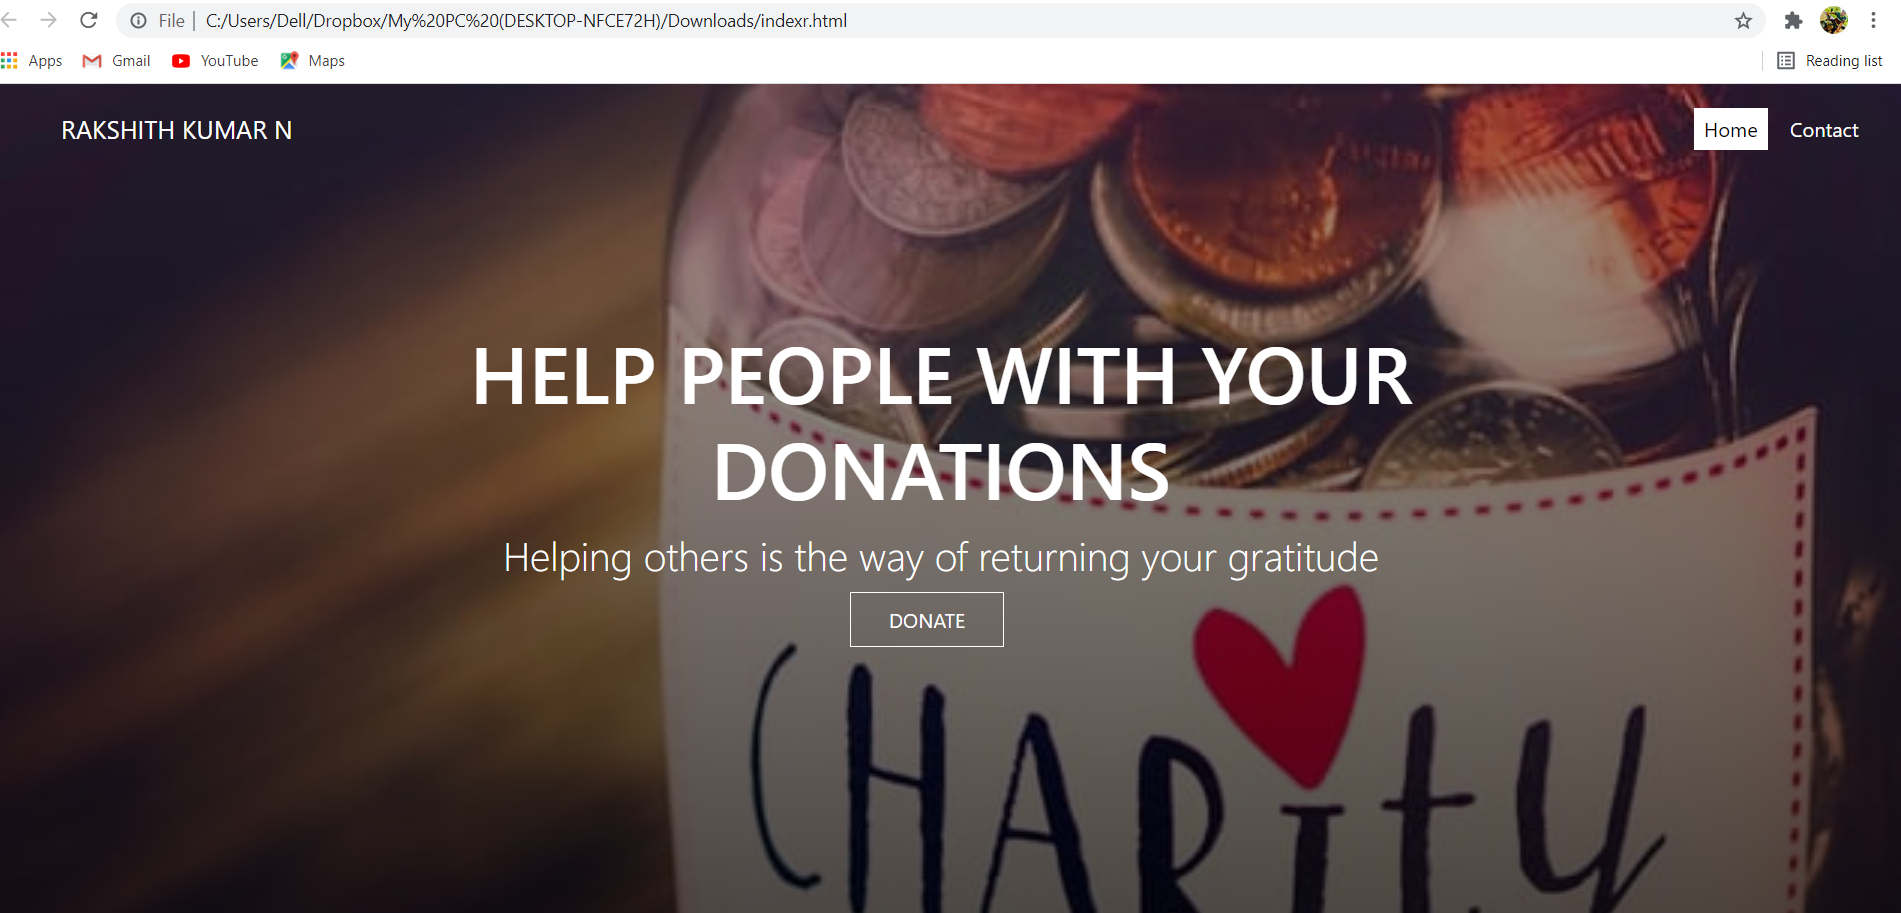 File | C:/Users/Dell/Dropbox/My%20PC%20(DESKTOP-NFCE72H)/Downloads/indexr.html
Apps Gmail YouTube Maps Reading list
RAKSHITH KUMAR N Home Contact
HELP PEOPLE WITH YOUR
DONATIONS
Helping others is the way of returning your gratitude
DONATE
CHARITY